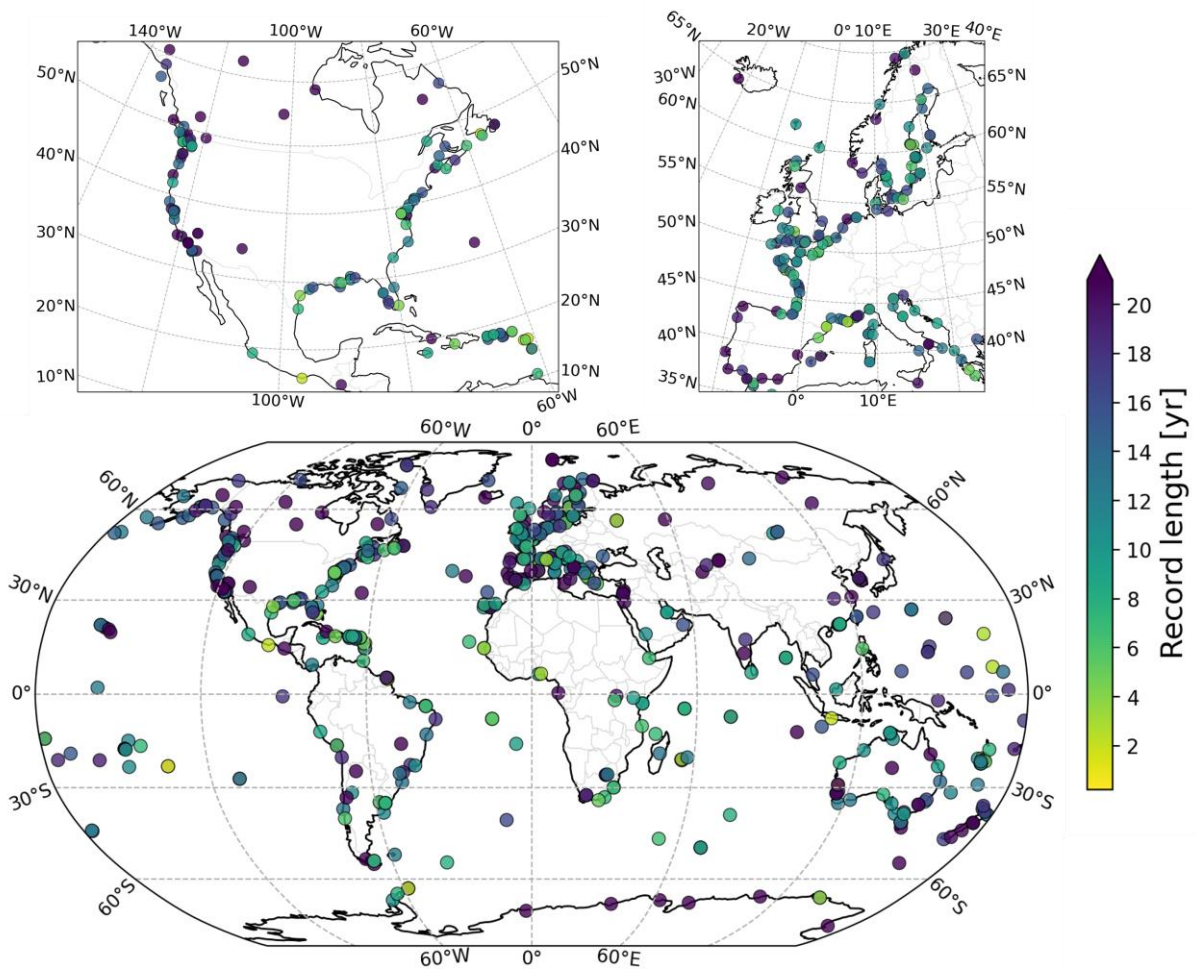 140°W 100°W 60°W
50°N
40°N
30°N
20°N
10°N
50°N
40°N
30°N
20°N
10°N
100°W 60°W
65°N 20°W 0° 10°E 30°E 40°E
30°W
60°N
55°N
50°N
45°N
40°N
35°N
65°N
60°N
55°N
50°N
45°N
40°N
0° 10°E
60°W 0° 60°E
60°N
30°N
0°
30°S
60°S
60°N
30°N
0°
30°S
60°S
60°W 0° 60°E
20
18
16
14
12
10
8
6
4
2
Record length [yr]